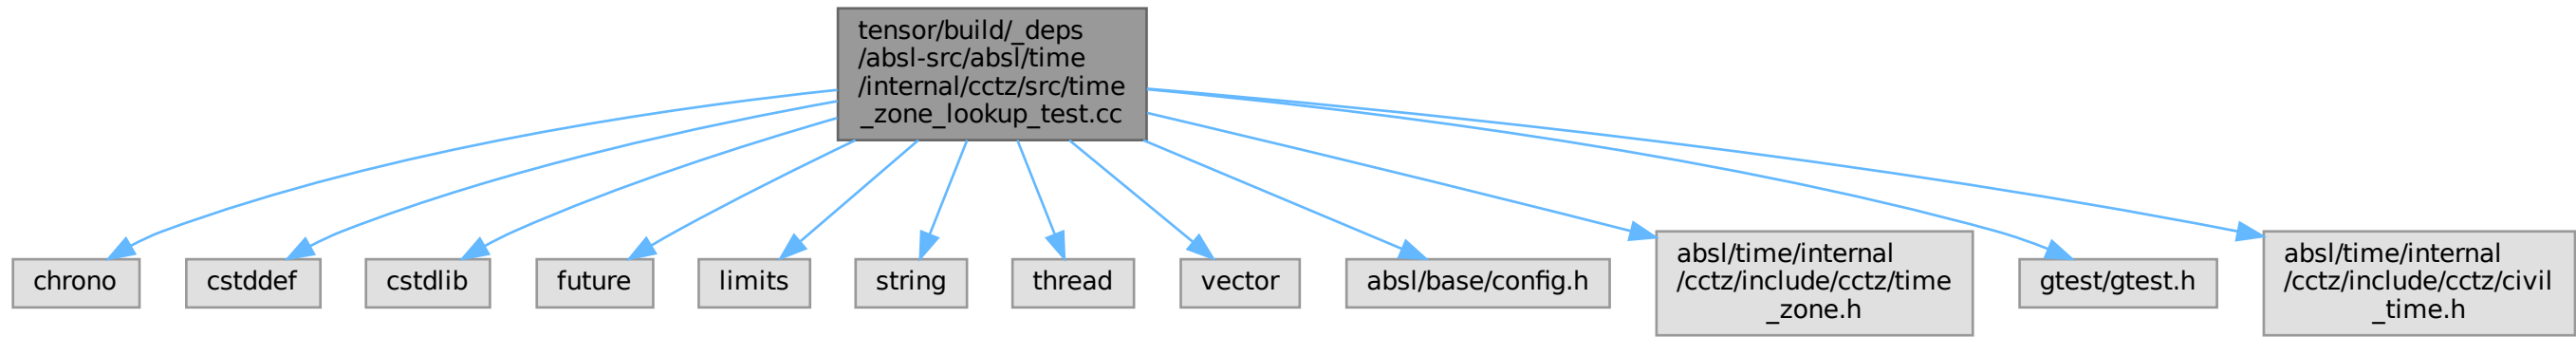 tensor/build/_deps
/absl-src/absl/time
/internal/cctz/src/time
_zone_lookup_test.cc
chrono
cstddef
cstdlib
future
limits
string
thread
vector
absl/base/config.h
absl/time/internal
/cctz/include/cctz/time
_zone.h
gtest/gtest.h
absl/time/internal
/cctz/include/cctz/civil
_time.h